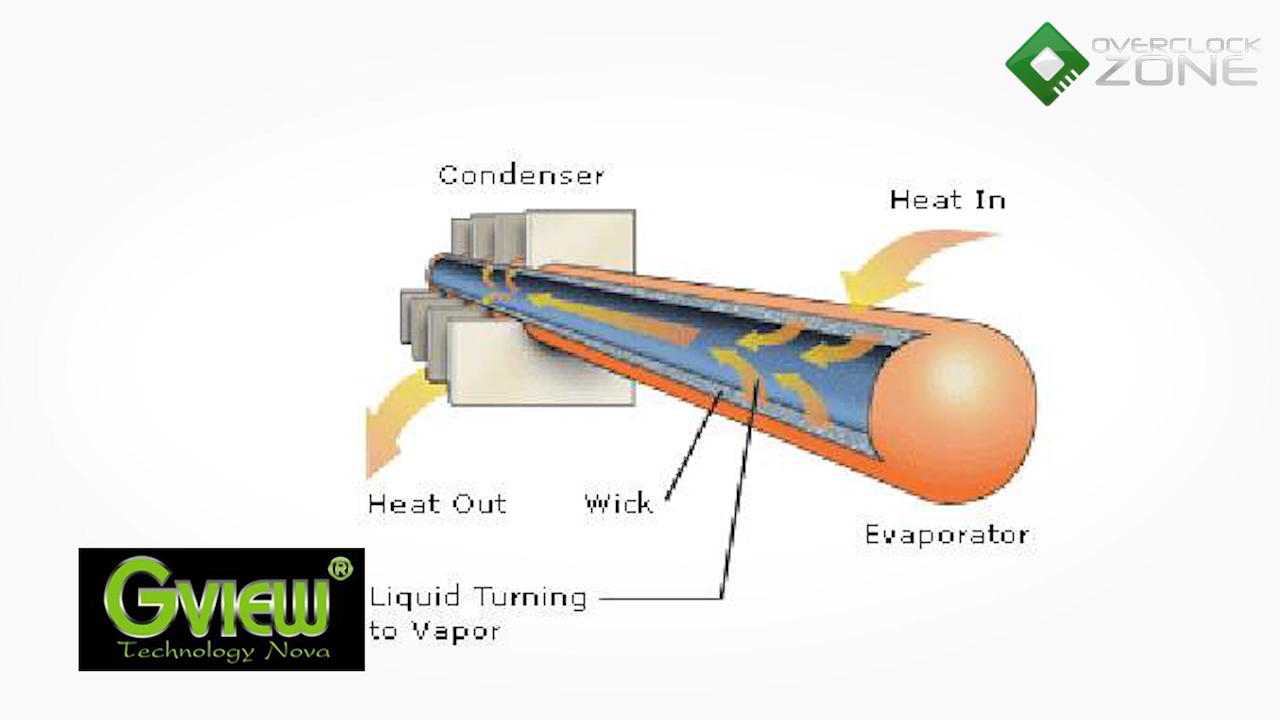 OVERCLOCK
ZONE
Condenser
Heat In
Heat Out
Wick
Evaporator
Liquid Turning
to Vapor
GVIEW®
Technology Nova